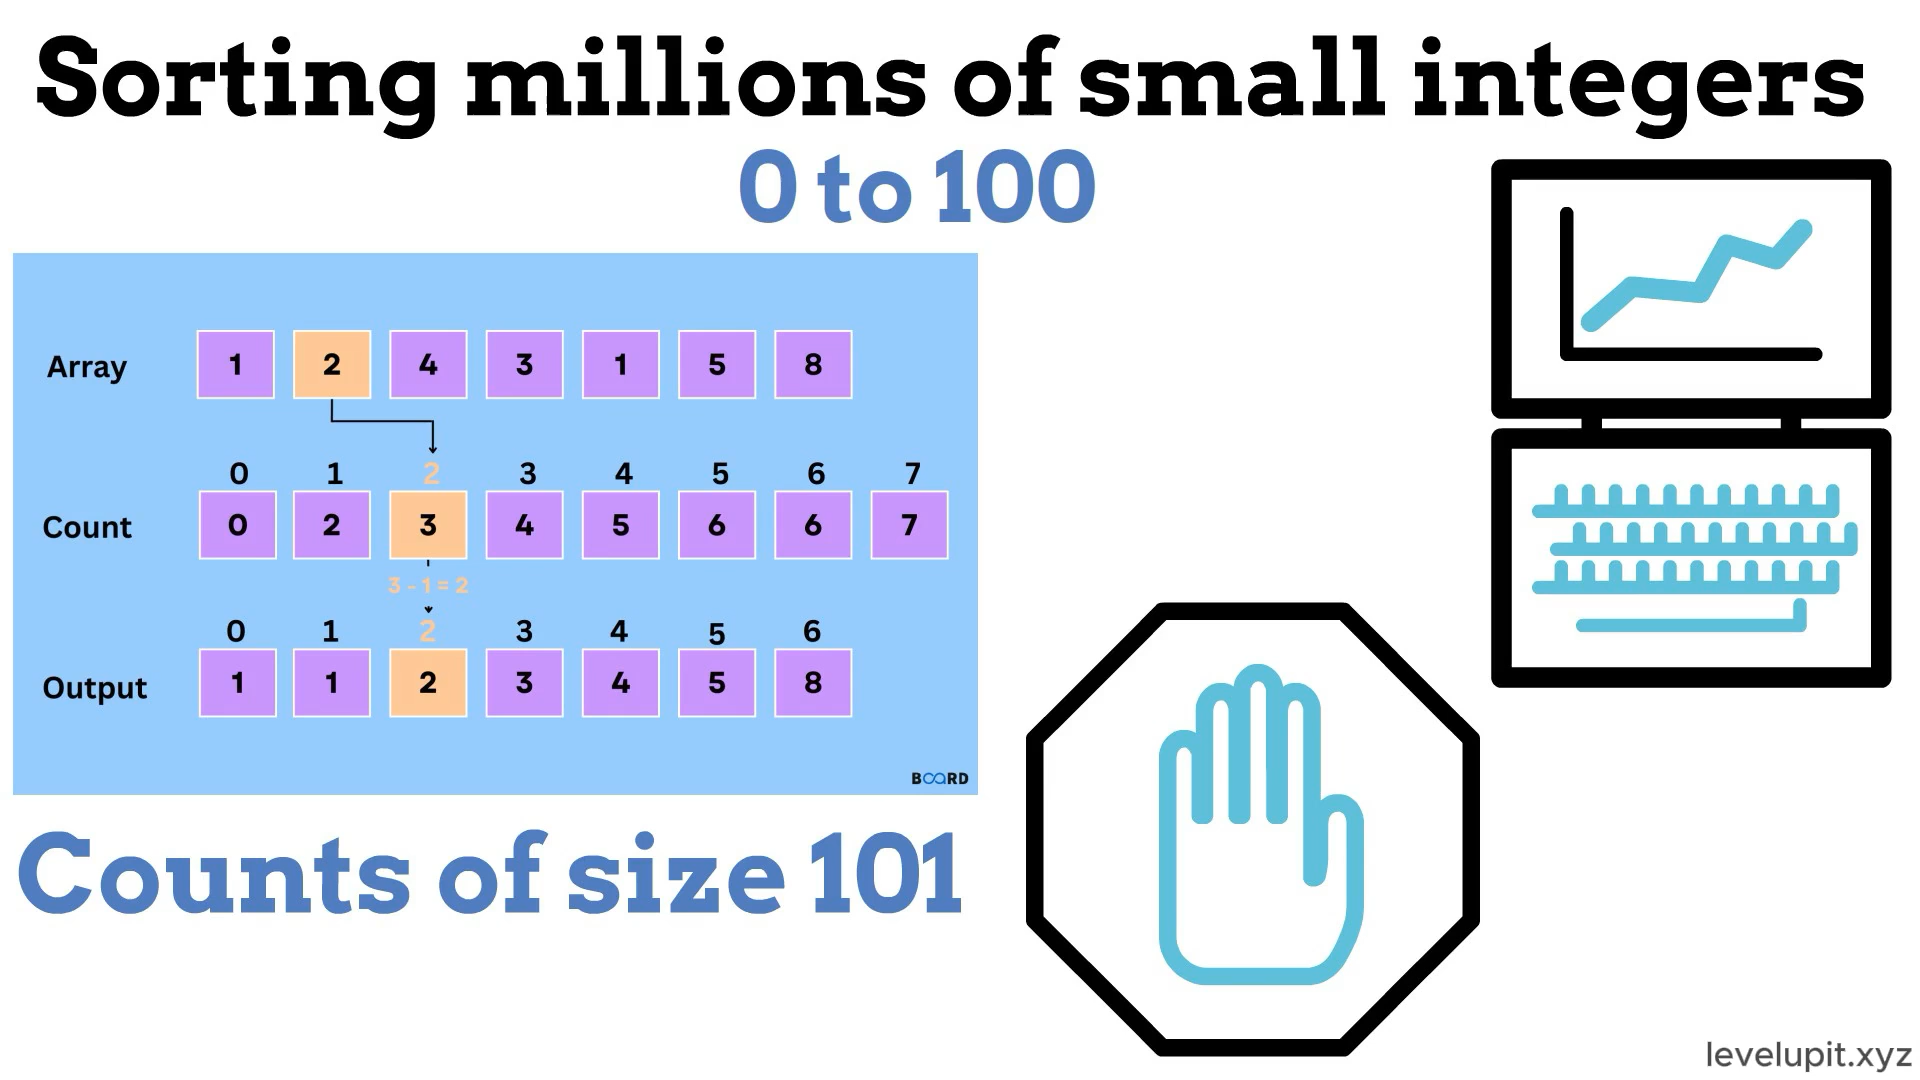 Sorting millions of small integers
0 to 100
Array 1 2 4 3 1 5 8
0 1 2 3 4 5 6 7
Count 0 2 3 4 5 6 6 7
3 - 1 = 2
0 1 2 3 4 5 6
Output 1 1 2 3 4 5 8
BOARD
Counts of size 101
levelupit.xyz